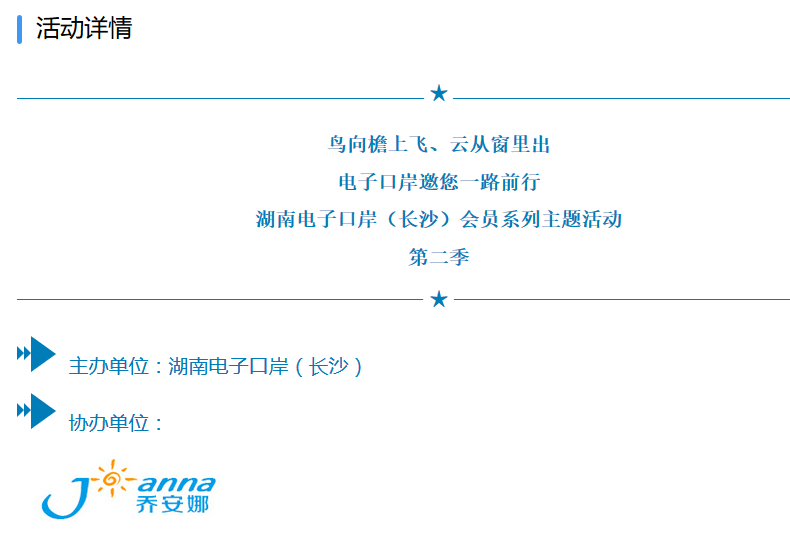 活动详情
鸟向檐上飞、云从窗里出
电子口岸邀您一路前行
湖南电子口岸（长沙）会员系列主题活动
第二季
主办单位：湖南电子口岸（长沙）
协办单位：
Joanna
乔安娜